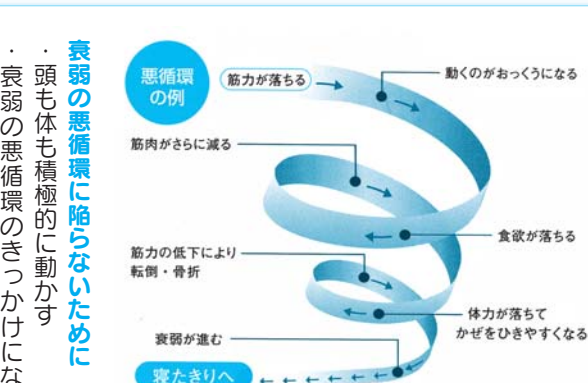 衰弱の悪循環に陥らないために
・頭も体も積極的に動かす
・衰弱の悪循環のきっかけにな
悪循環
の例
筋力が落ちる
動くのがおっくうになる
筋肉がさらに減る
食欲が落ちる
筋力の低下により
転倒・骨折
体力が落ちて
かぜをひきやすくなる
衰弱が進む
寝たきりへ